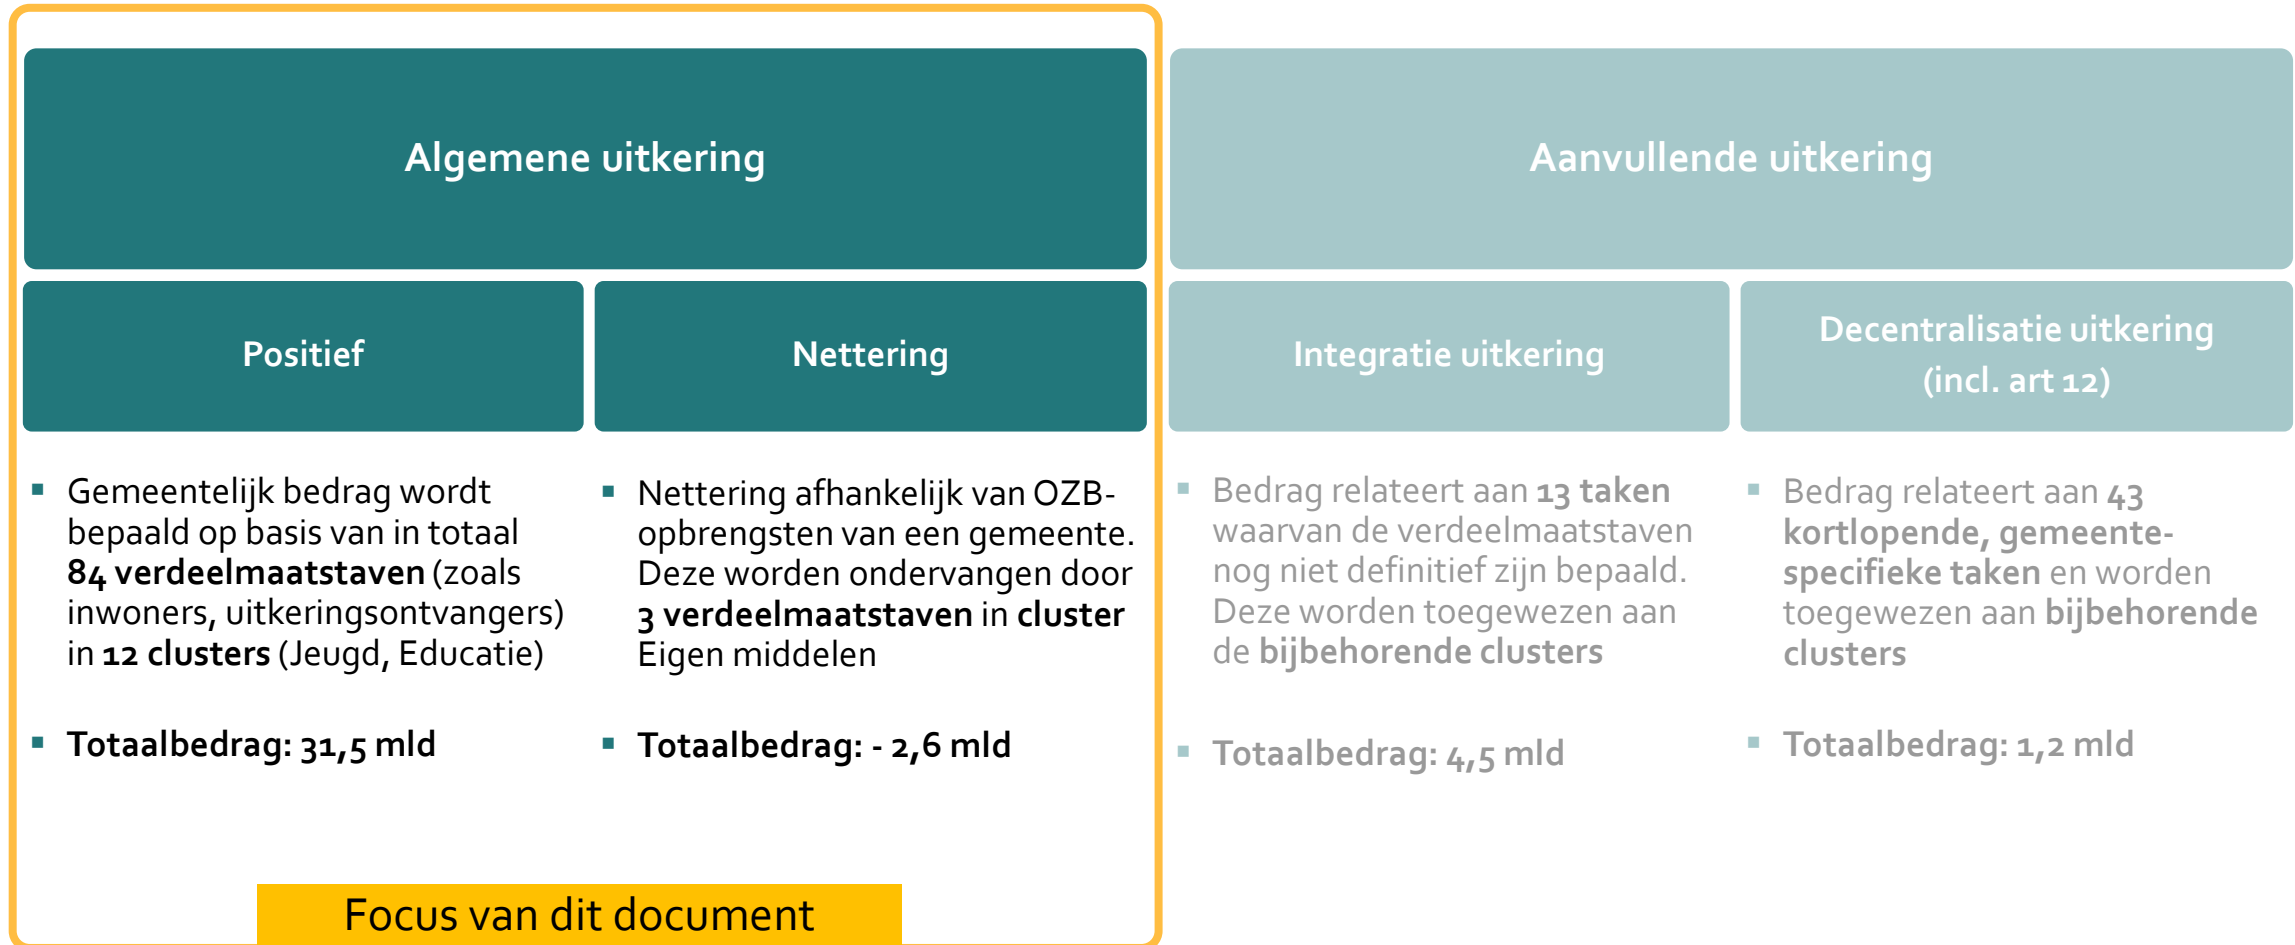 Algemene uitkering
Aanvullende uitkering
Positief
Nettering
Integratie uitkering
Decentralisatie uitkering
(incl. art 12)
▪ Gemeentelijk bedrag wordt
bepaald op basis van in totaal
84 verdeelmaatstaven (zoals
inwoners, uitkeringsontvangers)
in 12 clusters (Jeugd, Educatie)
▪ Totaalbedrag: 31,5 mld
▪ Nettering afhankelijk van OZB-
opbrengsten van een gemeente.
Deze worden ondervangen door
3 verdeelmaatstaven in cluster
Eigen middelen
▪ Totaalbedrag: - 2,6 mld
▪ Bedrag relateert aan 13 taken
waarvan de verdeelmaatstaven
nog niet definitief zijn bepaald.
Deze worden toegewezen aan
de bijbehorende clusters
▪ Totaalbedrag: 4,5 mld
▪ Bedrag relateert aan 43
kortlopende, gemeente-
specifieke taken en worden
toegewezen aan bijbehorende
clusters
▪ Totaalbedrag: 1,2 mld
Focus van dit document